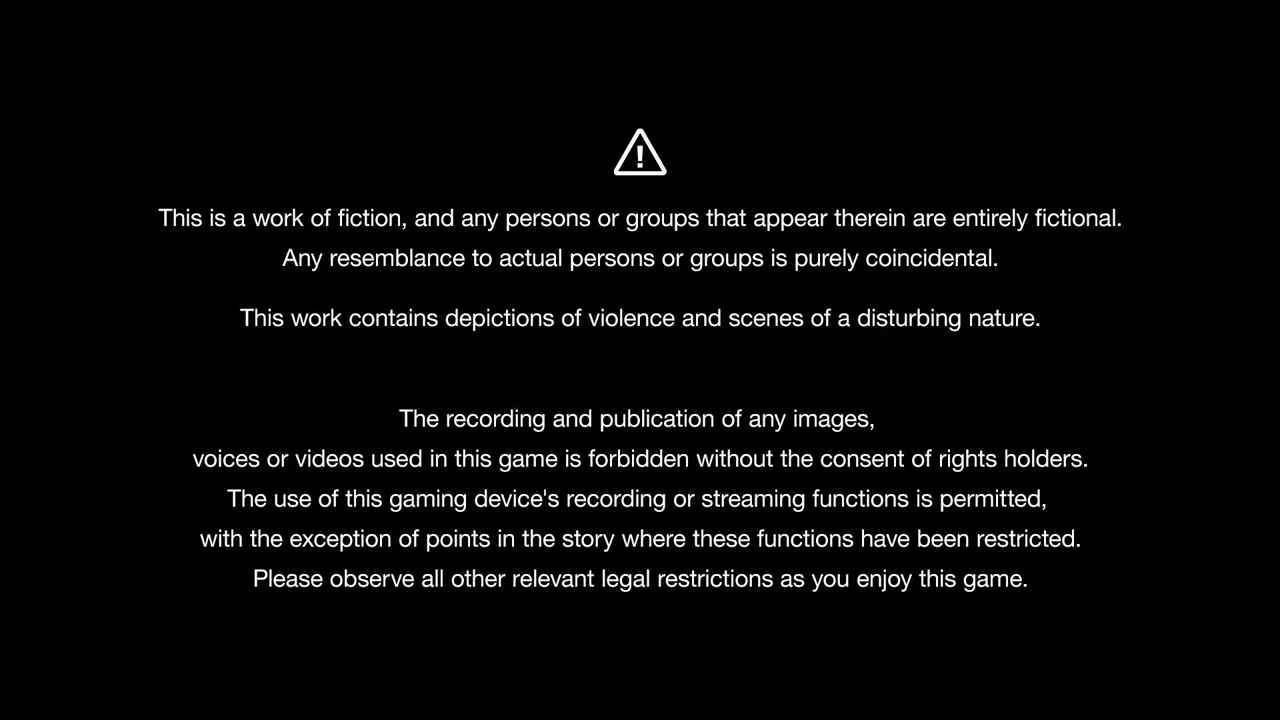 This is a work of fiction, and any persons or groups that appear therein are entirely fictional.
Any resemblance to actual persons or groups is purely coincidental.
This work contains depictions of violence and scenes of a disturbing nature.
The recording and publication of any images,
voices or videos used in this game is forbidden without the consent of rights holders.
The use of this gaming device's recording or streaming functions is permitted,
with the exception of points in the story where these functions have been restricted.
Please observe all other relevant legal restrictions as you enjoy this game.